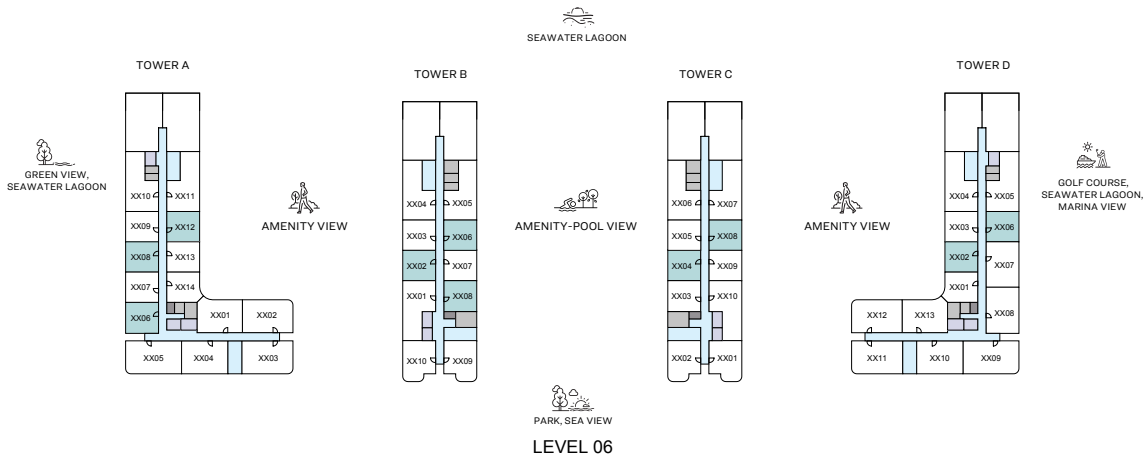 SEAWATER LAGOON
TOWER A
TOWER B
TOWER C
TOWER D
GREEN VIEW,
SEAWATER LAGOON
AMENITY VIEW
AMENITY-POOL VIEW
AMENITY VIEW
GOLF COURSE,
SEAWATER LAGOON,
MARINA VIEW
XX10 XX11
XX09 XX12
XX08 XX13
XX07 XX14
XX06 XX01 XX02
XX05 XX04 XX03
XX04 XX05
XX03 XX06
XX02 XX07
XX01 XX08
XX10 XX09
XX06 XX07
XX05 XX08
XX04 XX09
XX03 XX10
XX02 XX01
XX04 XX05
XX03 XX06
XX02 XX07
XX01
XX12 XX13 XX08
XX11 XX10 XX09
PARK, SEA VIEW
LEVEL 06